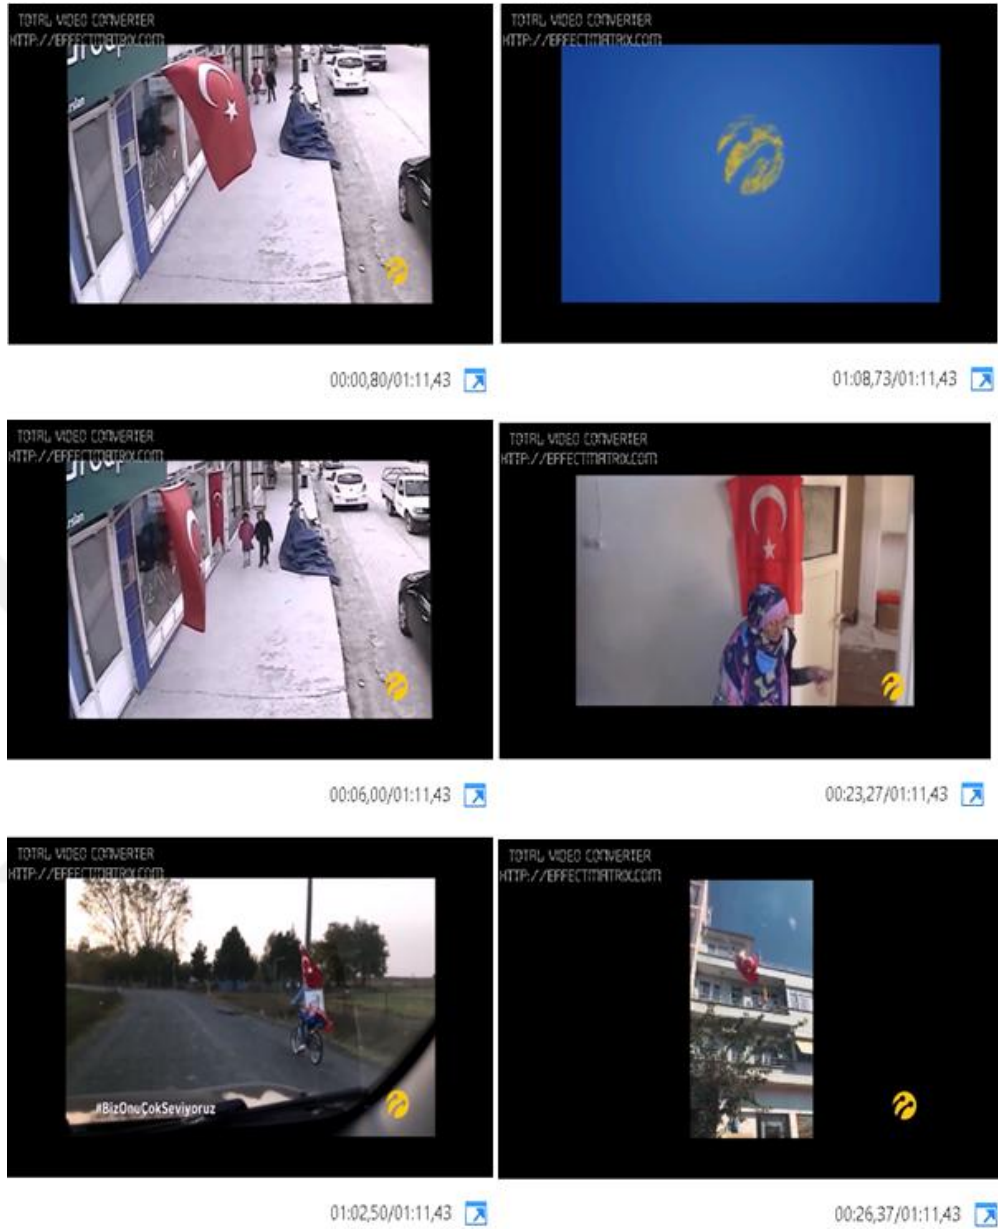 TOTAL VIDEO CONVERTER
HTTP://EFFECTMATRIX.COM
rslan
00:00,80/01:11,43
TOTAL VIDEO CONVERTER
HTTP://EFFECTMATRIX.COM
01:08,73/01:11,43
TOTAL VIDEO CONVERTER
HTTP://EFFECTMATRIX.COM
rslan
00:06,00/01:11,43
TOTAL VIDEO CONVERTER
HTTP://EFFECTMATRIX.COM
00:23,27/01:11,43
TOTAL VIDEO CONVERTER
HTTP://EFFECTMATRIX.COM
#BizOnuÇokSeviyoruz
01:02,50/01:11,43
TOTAL VIDEO CONVERTER
HTTP://EFFECTMATRIX.COM
00:26,37/01:11,43